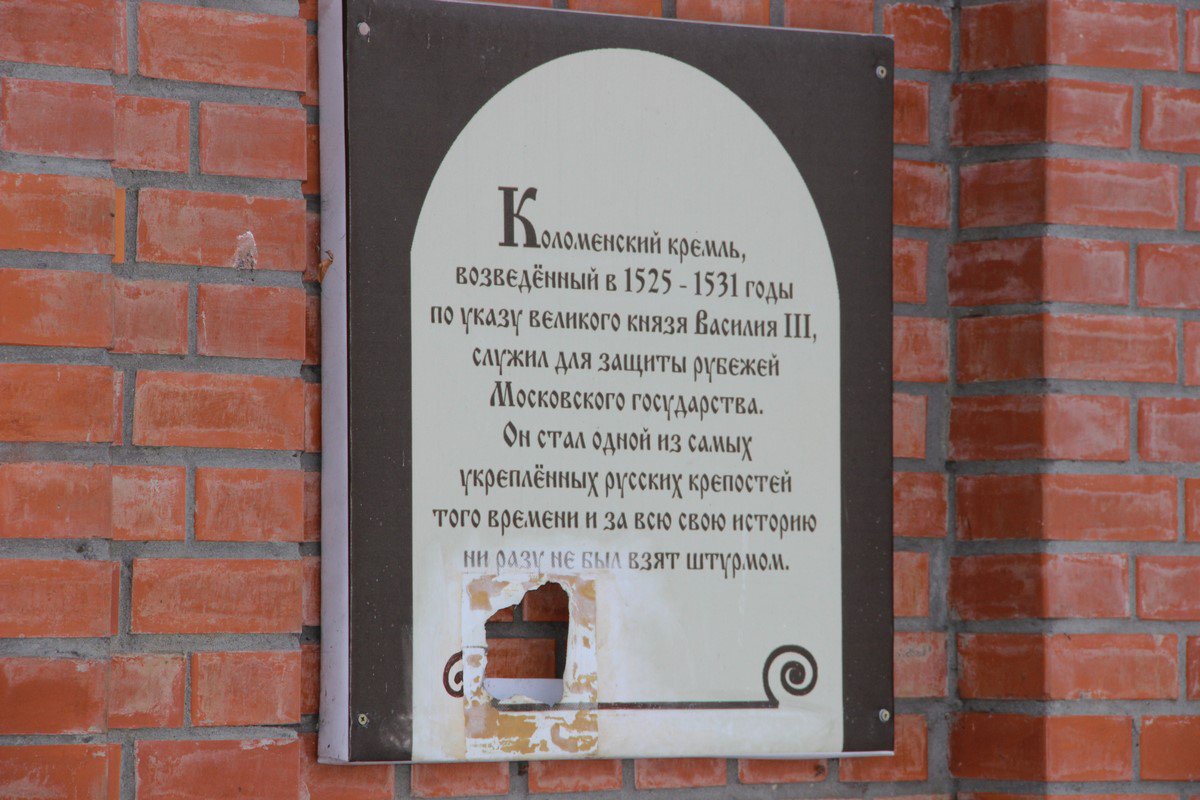 Коломенский кремль,
возведённый в 1525 - 1531 годы
по указу великого князя Василия III,
служил для защиты рубежей
Московского государства.
Он стал одной из самых
укреплённых русских крепостей
того времени и за всю свою историю
ни разу не был взят штурмом.